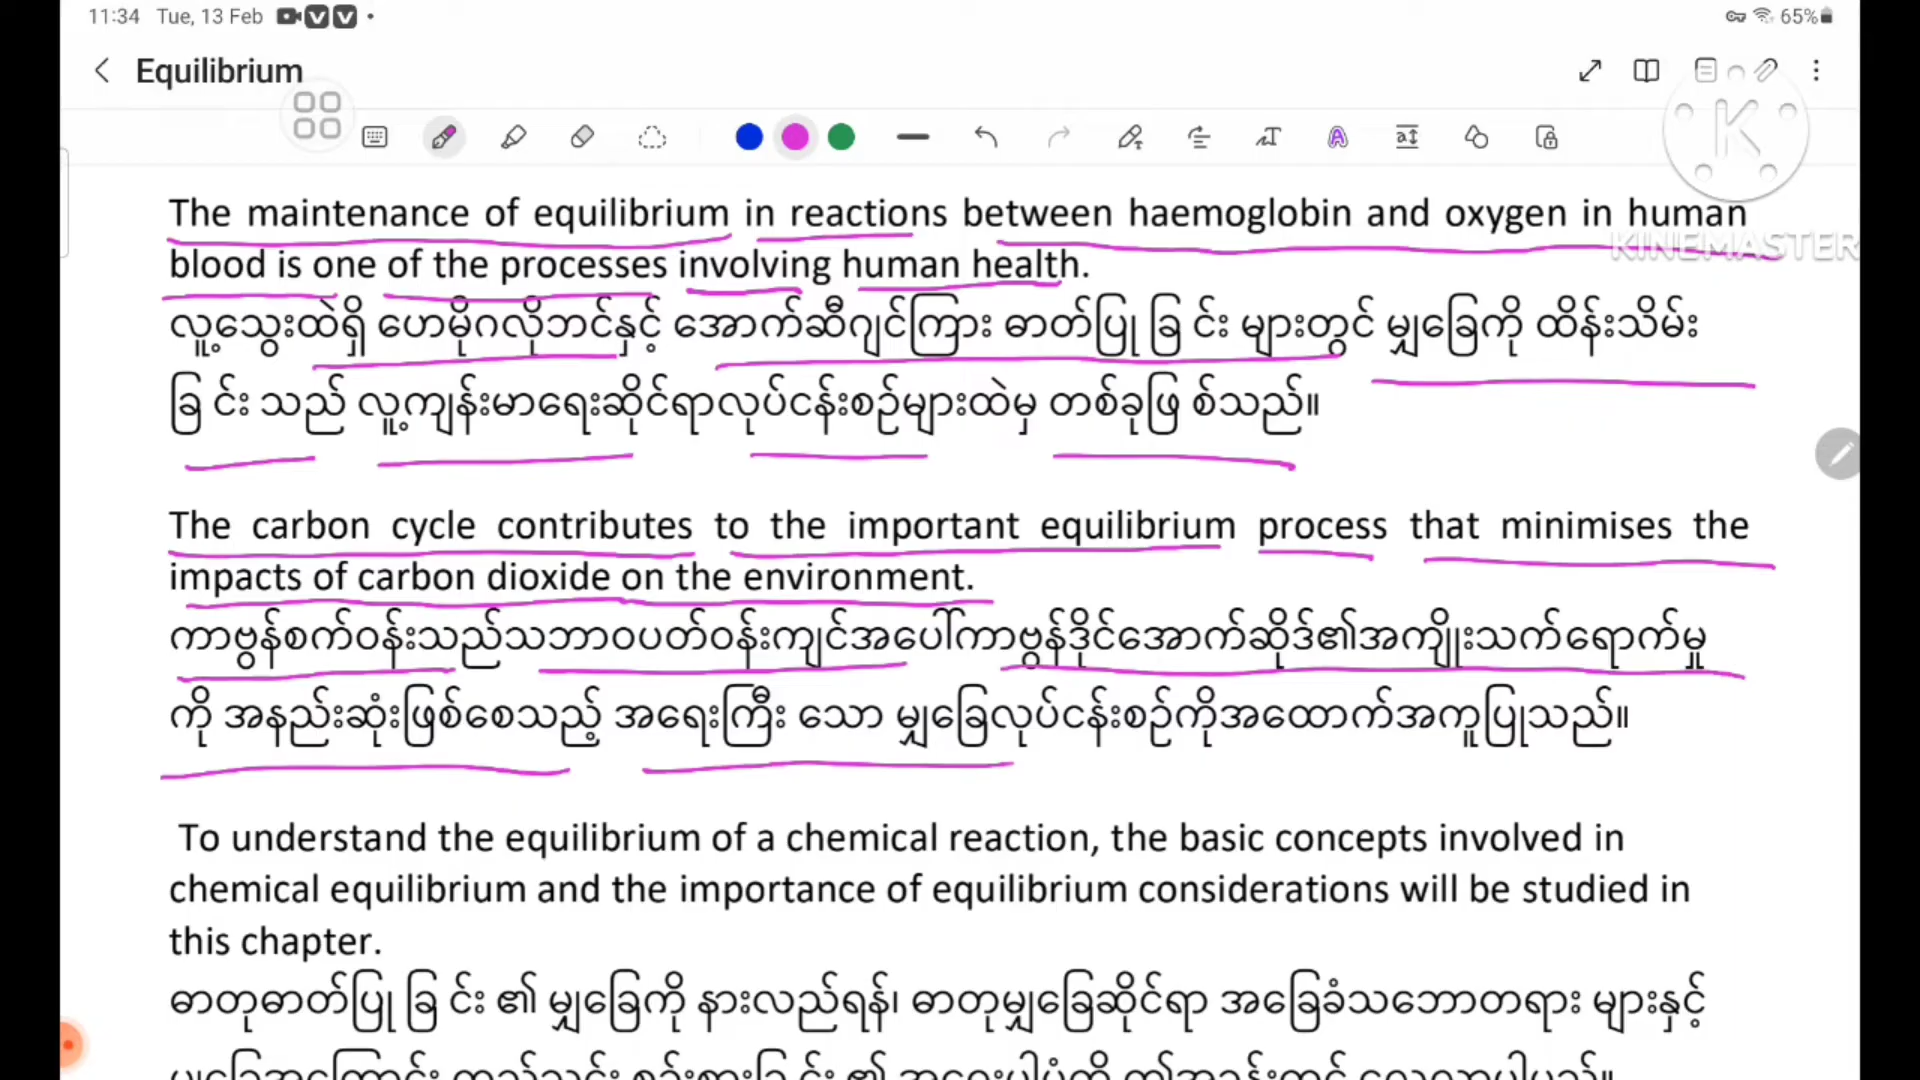 11:34 Tue, 13 Feb
65%
Equilibrium
K
KINEMASTER
The maintenance of equilibrium in reactions between haemoglobin and oxygen in human
blood is one of the processes involving human health.
လူ့သွေးထဲရှိ ဟေမိုဂလိုဘင်နှင့် အောက်ဆီဂျင်ကြား ဓာတ်ပြု ခြ င်း များတွင် မျှခြေကို ထိန်းသိမ်း
ခြ င်း သည် လူ့ကျန်းမာရေးဆိုင်ရာလုပ်ငန်းစဉ်များထဲမှ တစ်ခုဖြ စ်သည်။
The carbon cycle contributes to the important equilibrium process that minimises the
impacts of carbon dioxide on the environment.
ကာဗွန်စက်ဝန်းသည်သဘာဝပတ်ဝန်းကျင်အပေါ်ကာဗွန်ဒိုင်အောက်ဆိုဒ်၏အကျိုးသက်ရောက်မှု
ကို အနည်းဆုံးဖြစ်စေသည့် အရေးကြီး သော မျှခြေလုပ်ငန်းစဉ်ကိုအထောက်အကူပြုသည်။
To understand the equilibrium of a chemical reaction, the basic concepts involved in
chemical equilibrium and the importance of equilibrium considerations will be studied in
this chapter.
ဓာတုဓာတ်ပြု ခြ င်း ၏ မျှခြေကို နားလည်ရန်၊ ဓာတုမျှခြေဆိုင်ရာ အခြေခံသဘောတရား များနှင့်